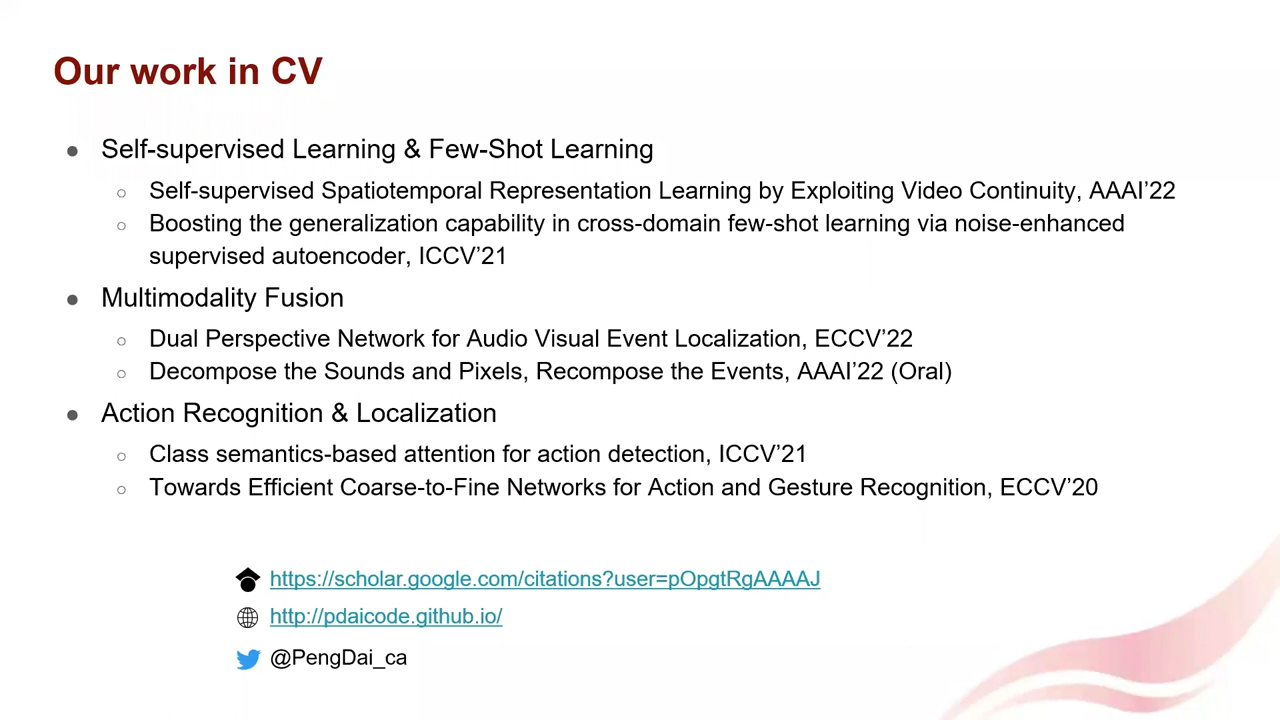 Our work in CV
● Self-supervised Learning & Few-Shot Learning
○ Self-supervised Spatiotemporal Representation Learning by Exploiting Video Continuity, AAAI’22
○ Boosting the generalization capability in cross-domain few-shot learning via noise-enhanced
supervised autoencoder, ICCV’21
● Multimodality Fusion
○ Dual Perspective Network for Audio Visual Event Localization, ECCV’22
○ Decompose the Sounds and Pixels, Recompose the Events, AAAI’22 (Oral)
● Action Recognition & Localization
○ Class semantics-based attention for action detection, ICCV’21
○ Towards Efficient Coarse-to-Fine Networks for Action and Gesture Recognition, ECCV’20
https://scholar.google.com/citations?user=pOpgtRgAAAAJ
http://pdaicode.github.io/
@PengDai_ca